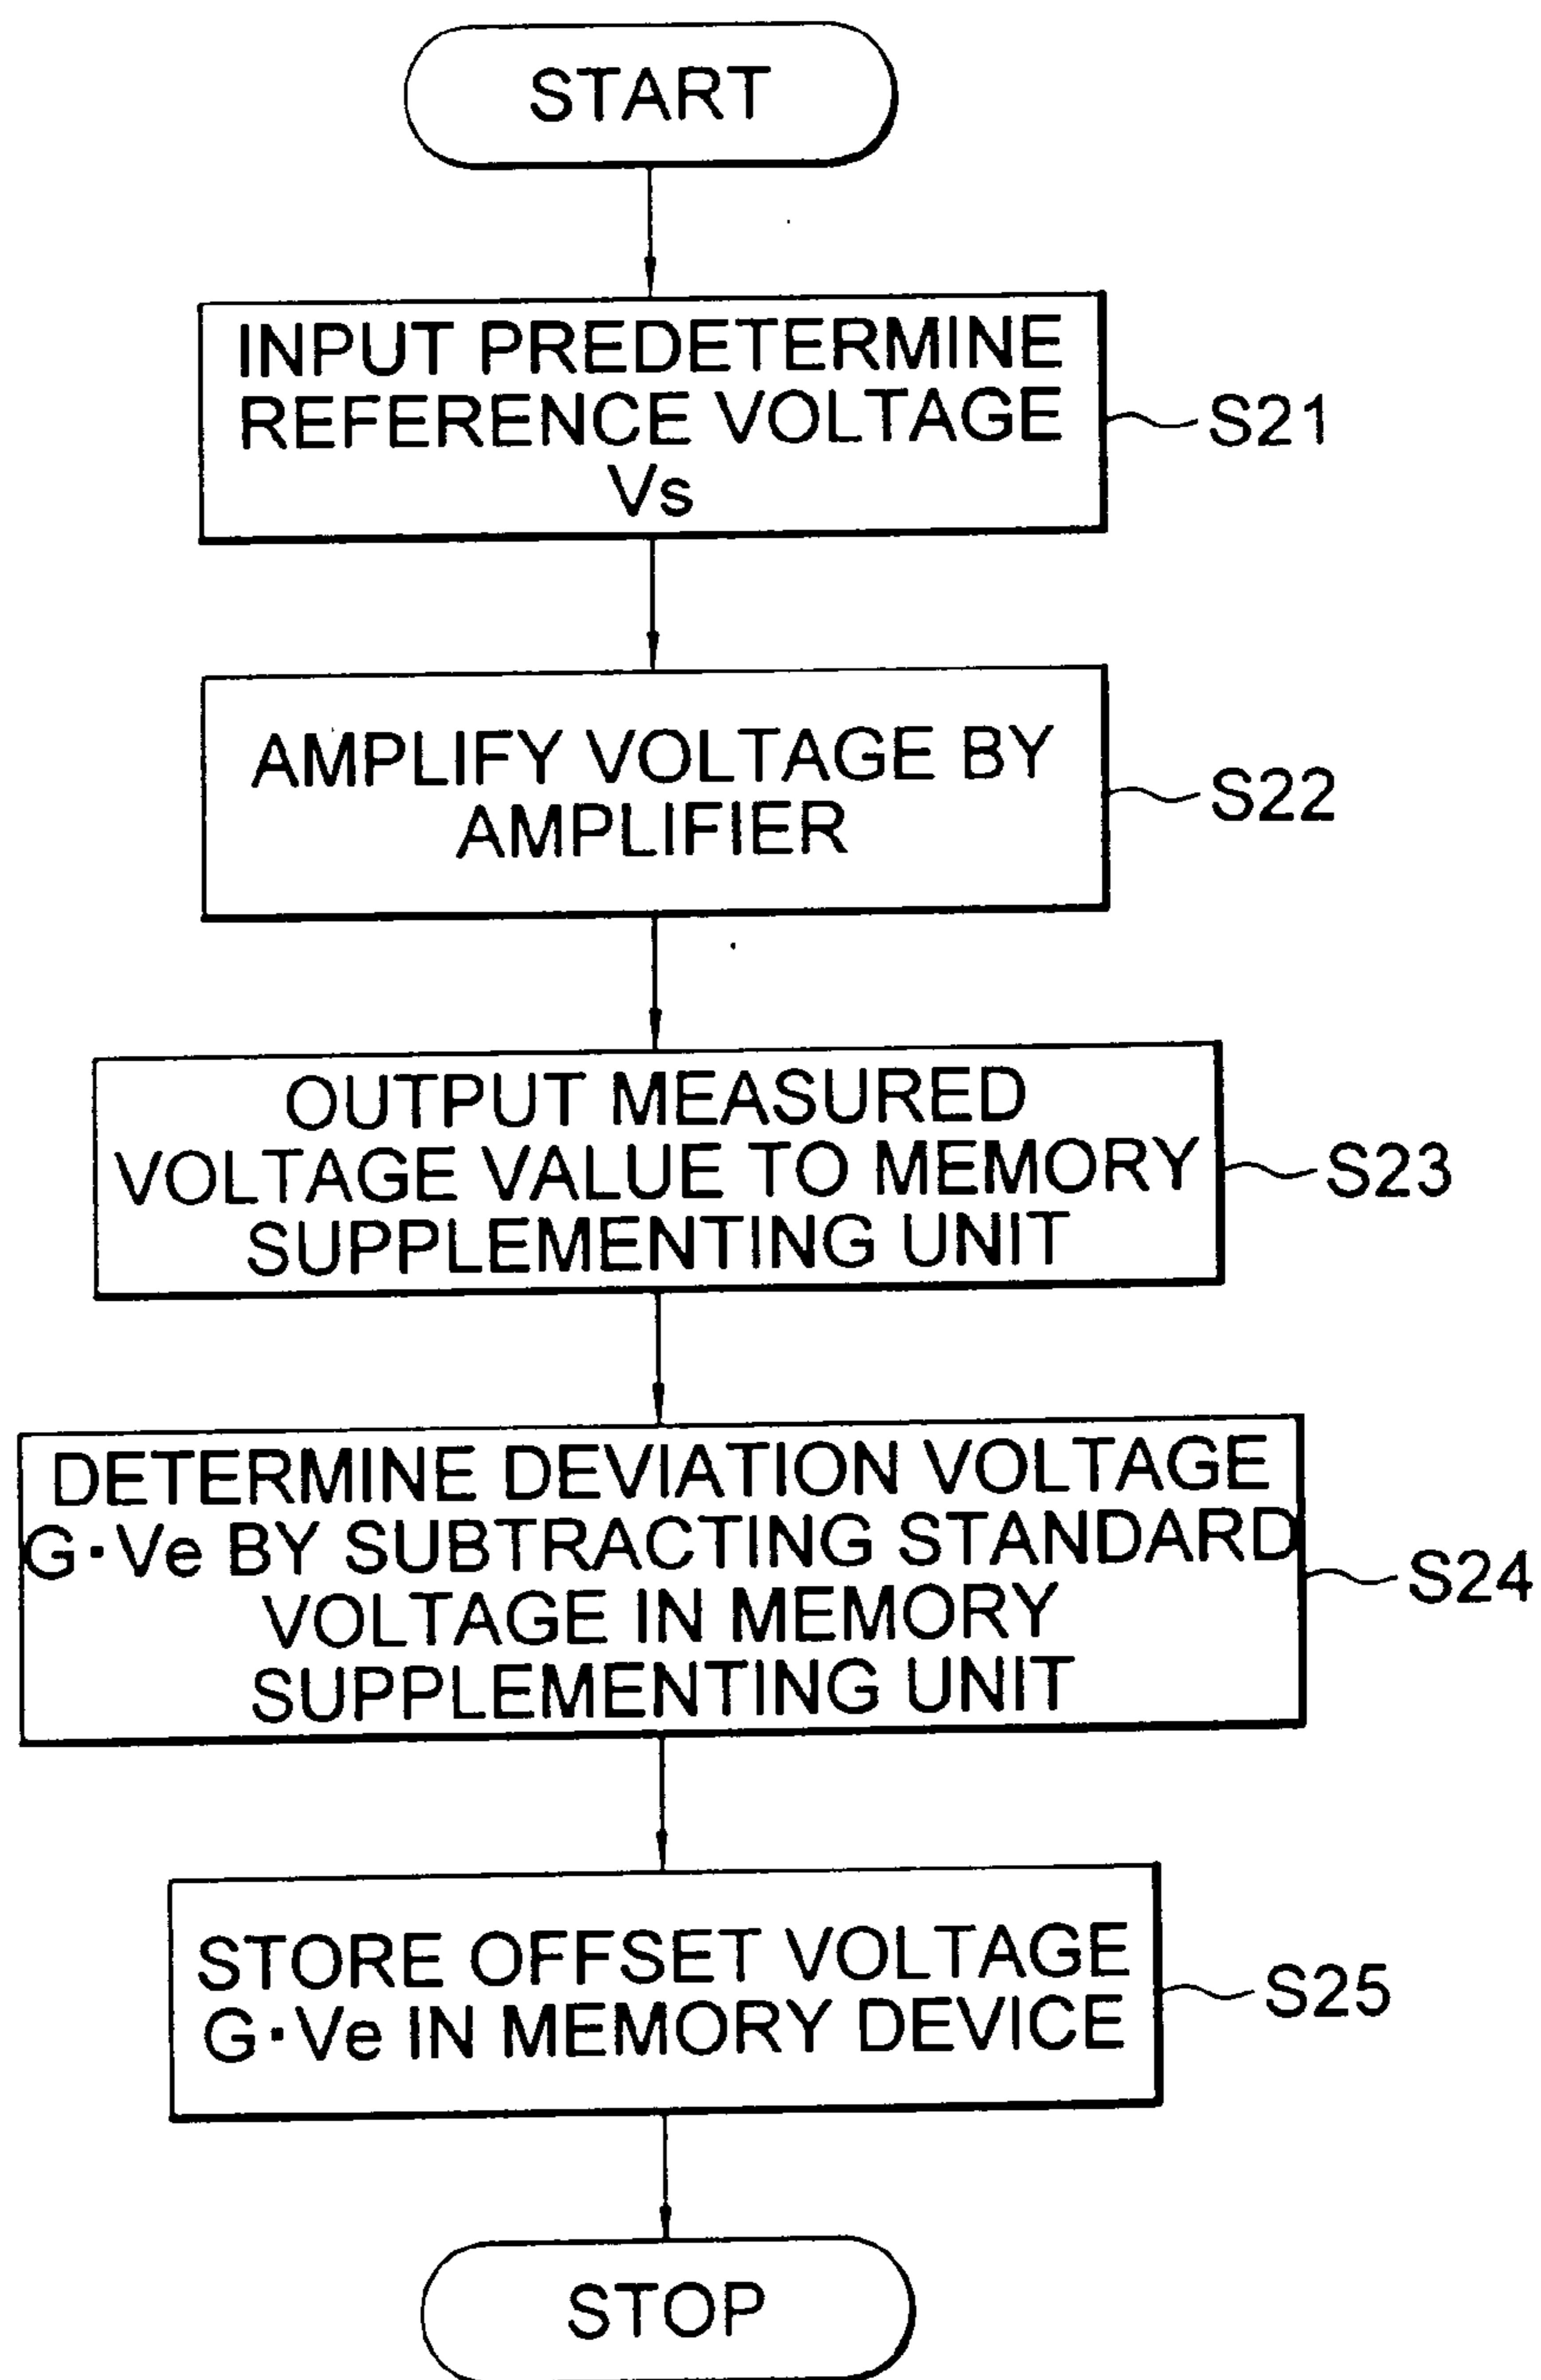 START
INPUT PREDETERMINE
REFERENCE VOLTAGE
Vs
S21
AMPLIFY VOLTAGE BY
AMPLIFIER
S22
OUTPUT MEASURED
VOLTAGE VALUE TO MEMORY
SUPPLEMENTING UNIT
S23
DETERMINE DEVIATION VOLTAGE
G·Ve BY SUBTRACTING STANDARD
VOLTAGE IN MEMORY
SUPPLEMENTING UNIT
S24
STORE OFFSET VOLTAGE
G·Ve IN MEMORY DEVICE
S25
STOP